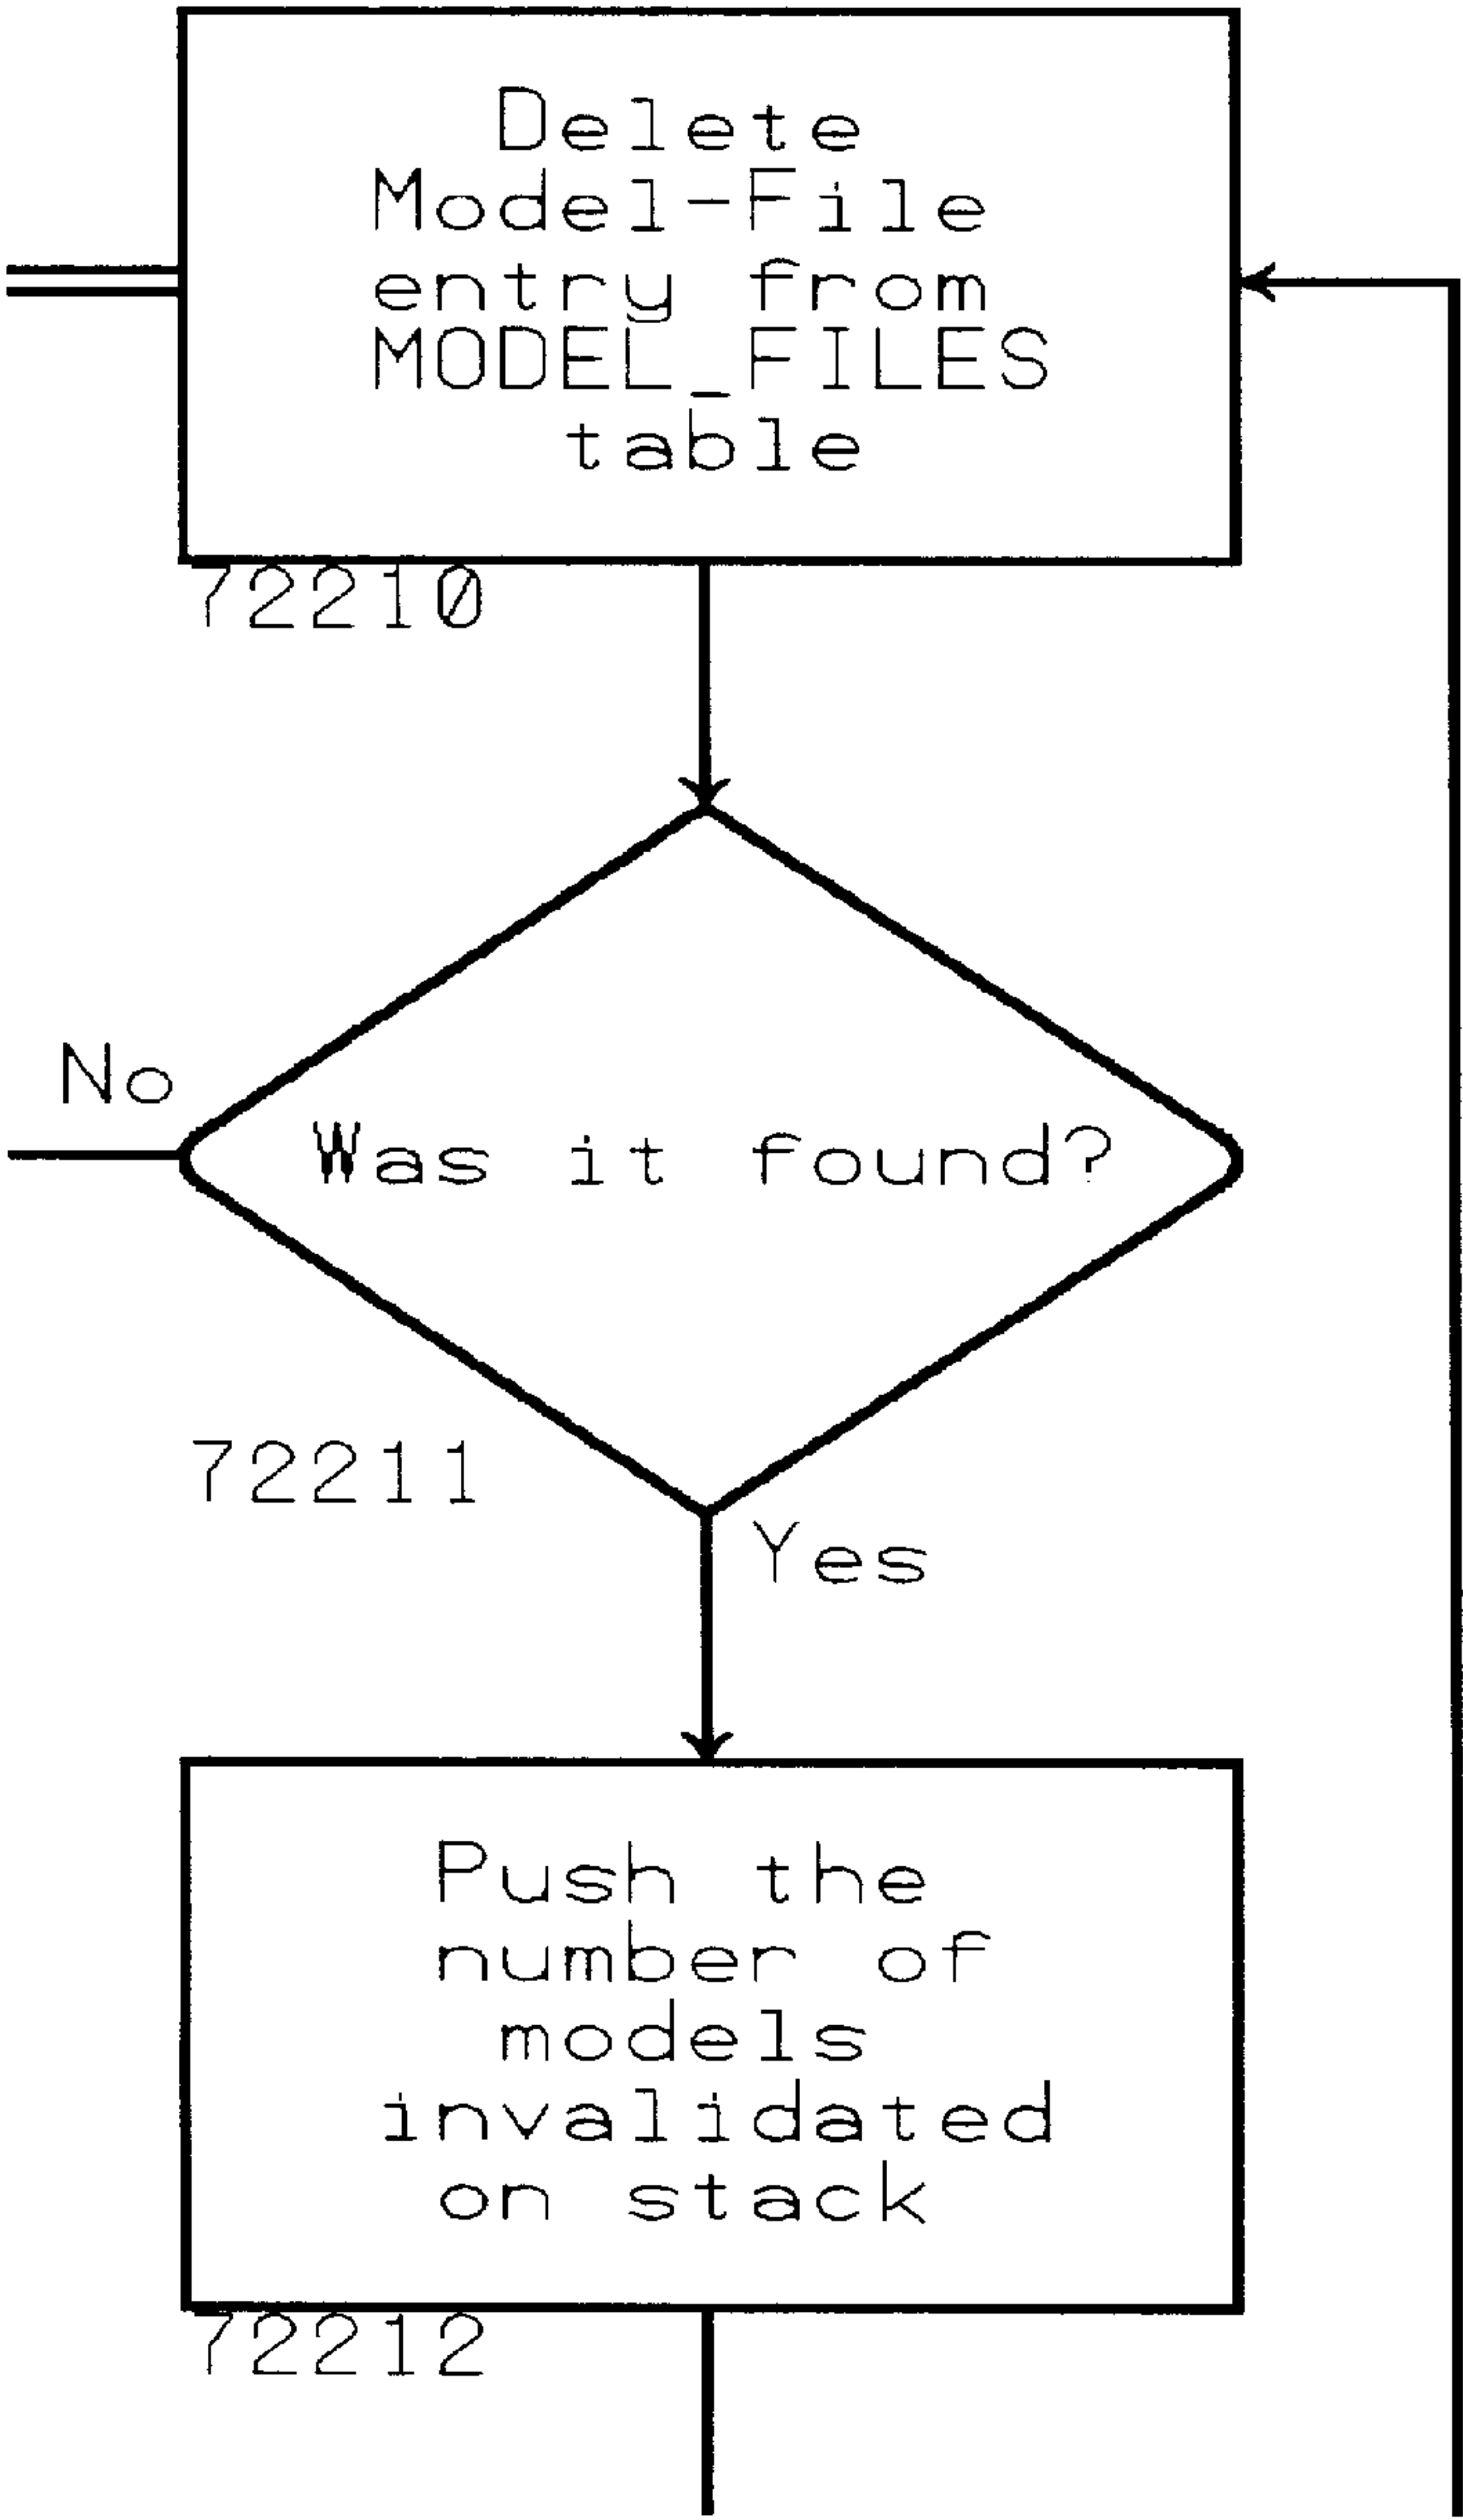 Delete
Model-File
entry from
MODEL_FILES
table
72210
No
Was it found?
72211
Yes
Push the
number of
models
invalidated
on stack
72212